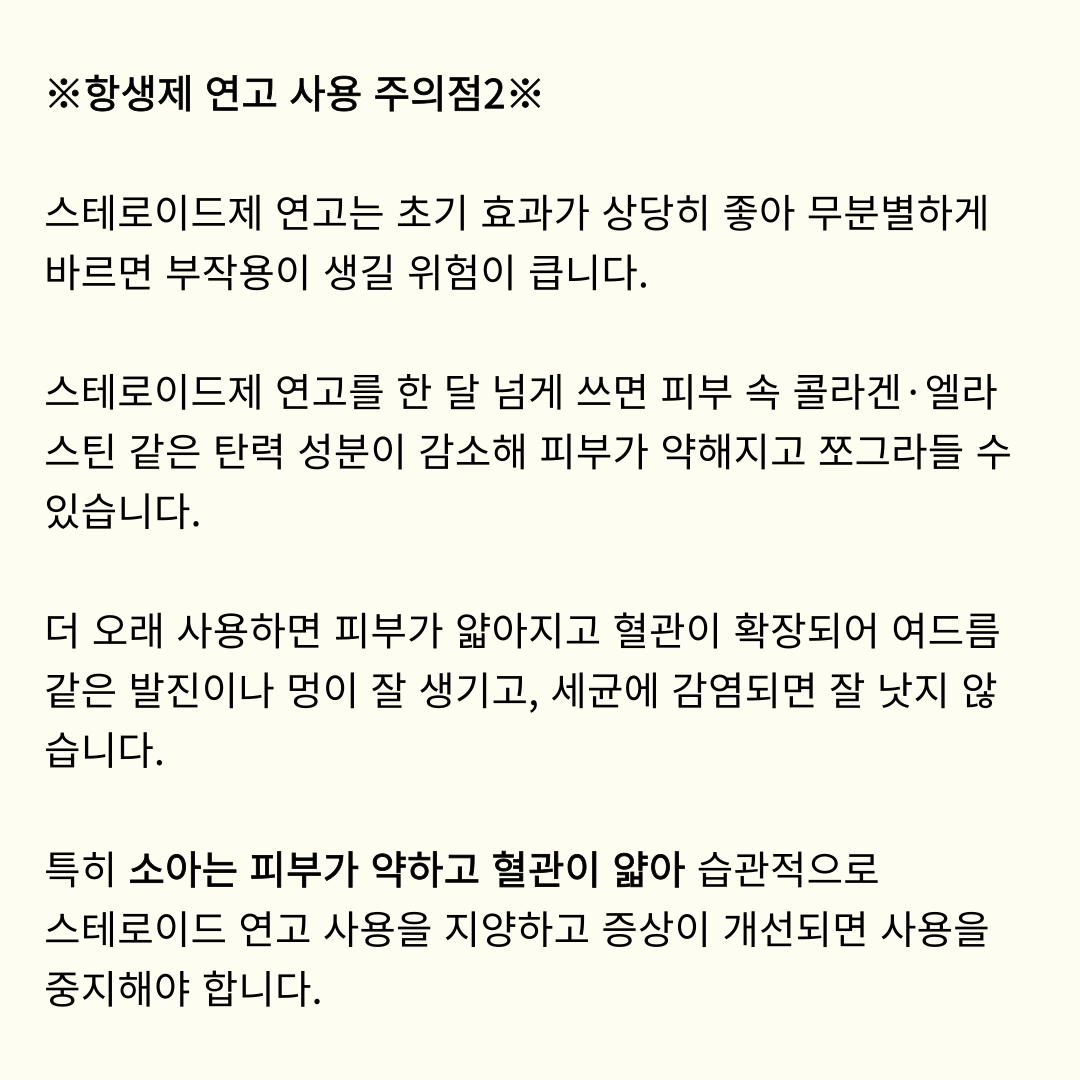 ※항생제 연고 사용 주의점2※
스테로이드제 연고는 초기 효과가 상당히 좋아 무분별하게
바르면 부작용이 생길 위험이 큽니다.
스테로이드제 연고를 한 달 넘게 쓰면 피부 속 콜라겐·엘라
스틴 같은 탄력 성분이 감소해 피부가 약해지고 쪼그라들 수
있습니다.
더 오래 사용하면 피부가 얇아지고 혈관이 확장되어 여드름
같은 발진이나 멍이 잘 생기고, 세균에 감염되면 잘 낫지 않
습니다.
특히 소아는 피부가 약하고 혈관이 얇아 습관적으로
스테로이드 연고 사용을 지양하고 증상이 개선되면 사용을
중지해야 합니다.